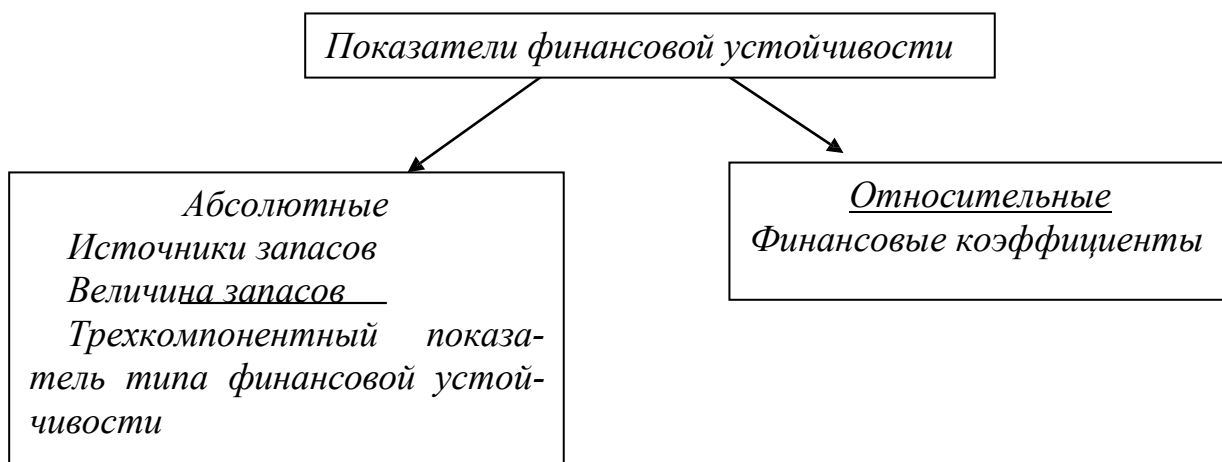 Показатели финансовой устойчивости
Абсолютные
Источники запасов
Величина запасов
Трехкомпонентный показа-
тель типа финансовой устой-
чивости
Относительные
Финансовые коэффициенты